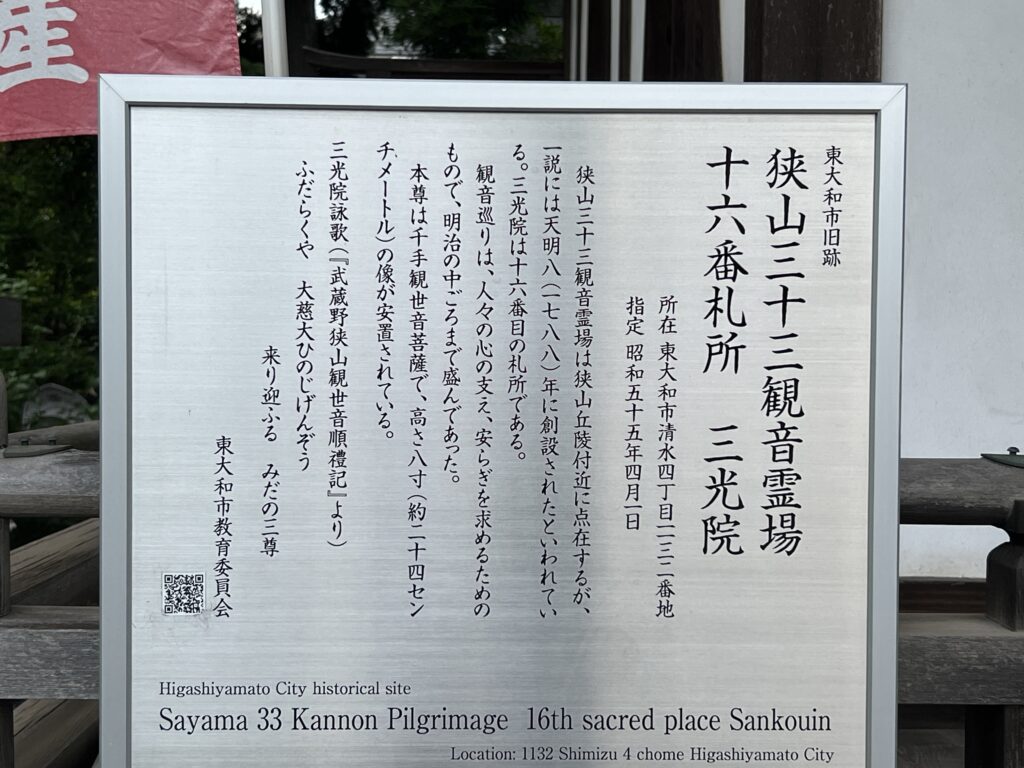 産
東大和市旧跡
狭山三十三観音霊場
十六番札所 三光院
所在 東大和市清水四丁目一一三二番地
指定 昭和五十五年四月一日
狭山三十三観音霊場は狭山丘陵付近に点在するが、
一説には天明八(一七八八)年に創設されたといわれてい
る。三光院は十六番目の札所である。
観音巡りは、人々の心の支え、安らぎを求めるための
もので、明治の中ごろまで盛んであった。
本尊は千手観世音菩薩で、高さ八寸(約二十四セン
チメートル)の像が安置されている。
三光院詠歌(『武蔵野狭山観世音順禮記』より)
ふだらくや 大慈大ひのじげんぞう
来り迎ふる みだの三尊
東大和市教育委員会
Higashiyamato City historical site
Sayama 33 Kannon Pilgrimage 16th sacred place Sankouin
Location: 1132 Shimizu 4 chome Higashiyamato City